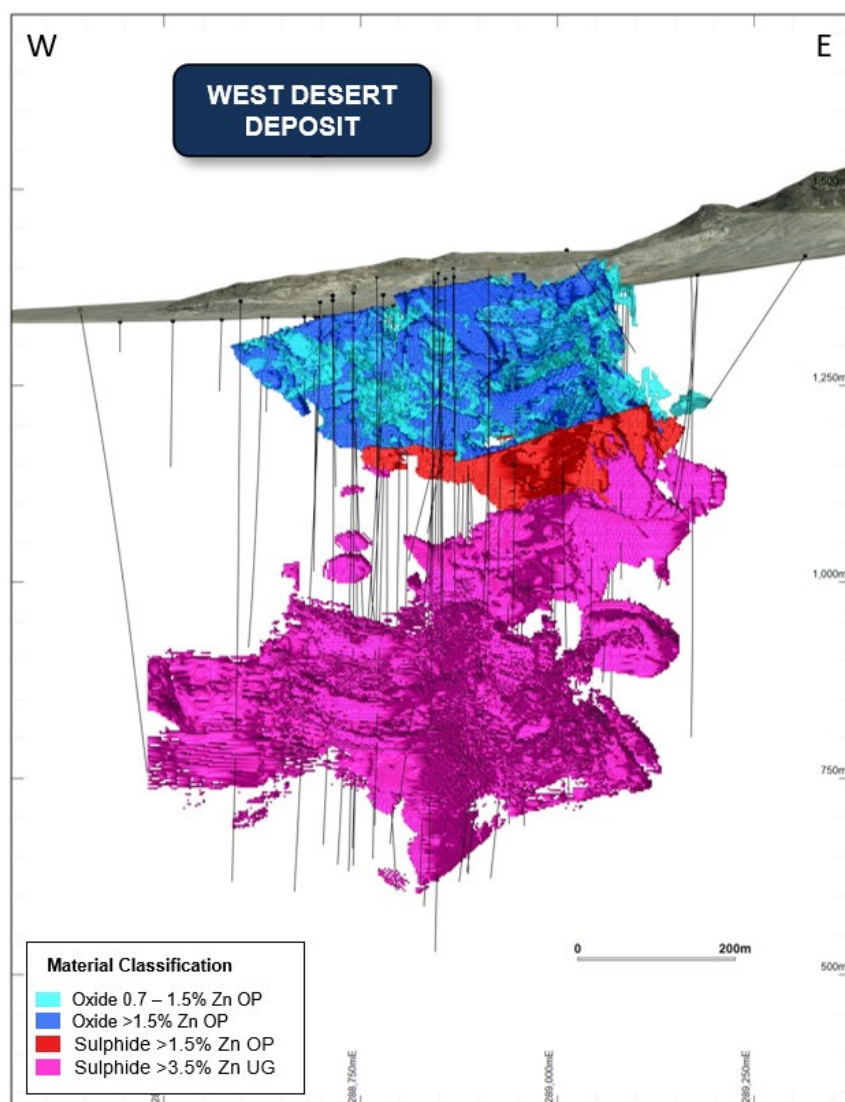 W
E
WEST DESERT
DEPOSIT
1,500m
1,250m
1,000m
750m
500m
0
200m
Material Classification
Oxide 0.7 – 1.5% Zn OP
Oxide >1.5% Zn OP
Sulphide >1.5% Zn OP
Sulphide >3.5% Zn UG
288,750mE
289,000mE
289,250mE